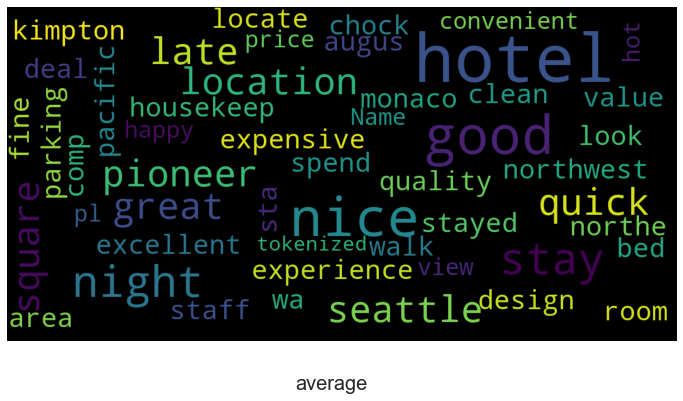 kimpton
locate
chock
convenient
hot
late
price
augus
hotel
deal
pacific
location
monaco
clean
value
fine
parking
housekeep
Name
happy
expensive
good
look
comp
pioneer
spend
quality
northwest
square
pl
great
sta
nice
stayed
quick
northe
excellent
tokenized
walk
stay
bed
night
experience
view
area
staff
wa
seattle
design
room
average